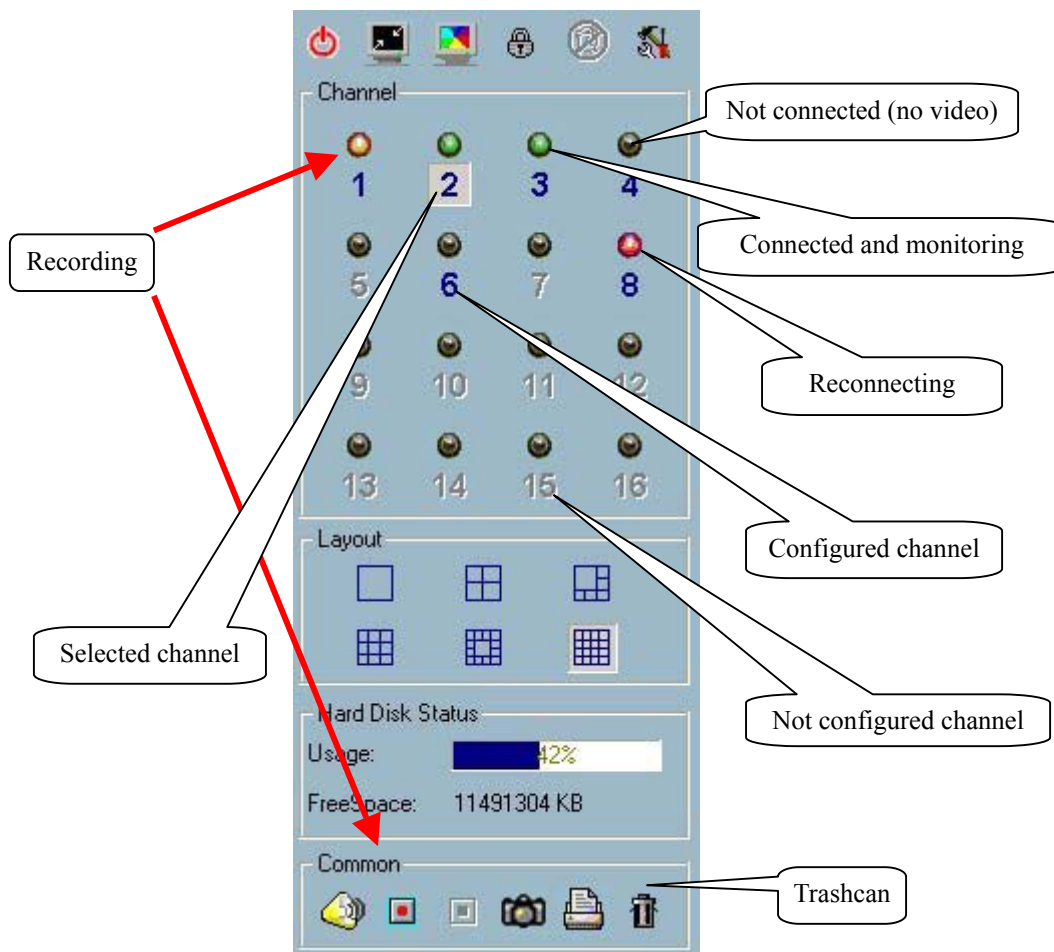 Channel
Not connected (no video)
1 2 3 4
Recording
Connected and monitoring
5 6 7 8
Reconnecting
9 10 11 12
13 14 15 16
Layout
Configured channel
Selected channel
Not configured channel
Hard Disk Status
Usage: 42%
FreeSpace: 11491304 KB
Common
Trashcan